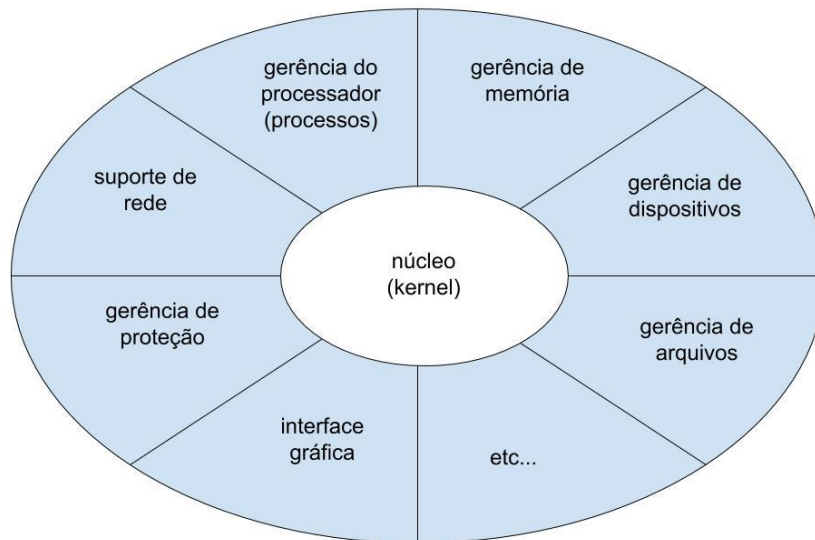 gerência do
processador
(processos)
gerência de
memória
suporte de
rede
gerência de
dispositivos
núcleo
(kernel)
gerência de
proteção
gerência de
arquivos
interface
gráfica
etc...